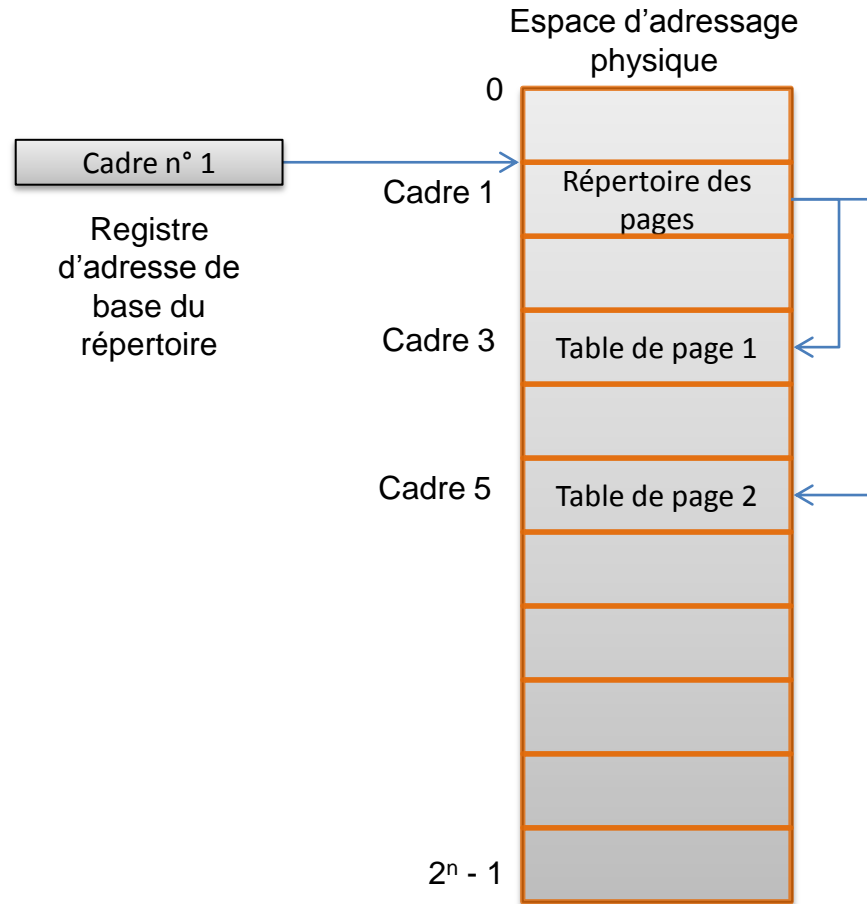 Espace d’adressage
physique
0
Cadre n° 1
Cadre 1
Répertoire des
pages
Registre
d’adresse de
base du
répertoire
Cadre 3
Table de page 1
Cadre 5
Table de page 2
2ⁿ - 1